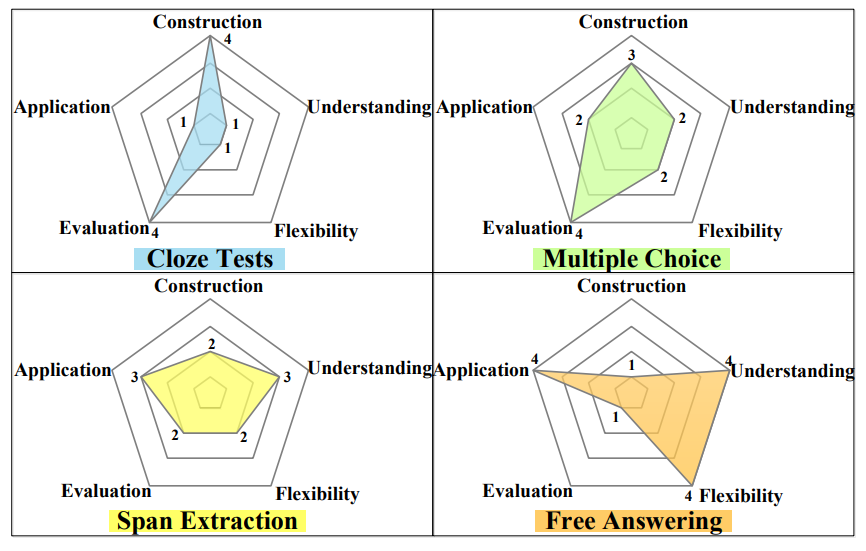 Construction
4
Application
Understanding
1
1
1
Evaluation
4
Flexibility
Cloze Tests
Construction
3
Application
Understanding
2
2
2
Evaluation
4
Flexibility
Multiple Choice
Construction
2
Application
3
3
Understanding
2
2
Evaluation
Flexibility
Span Extraction
Construction
4
1
4
Application
Understanding
1
Evaluation
4
Flexibility
Free Answering